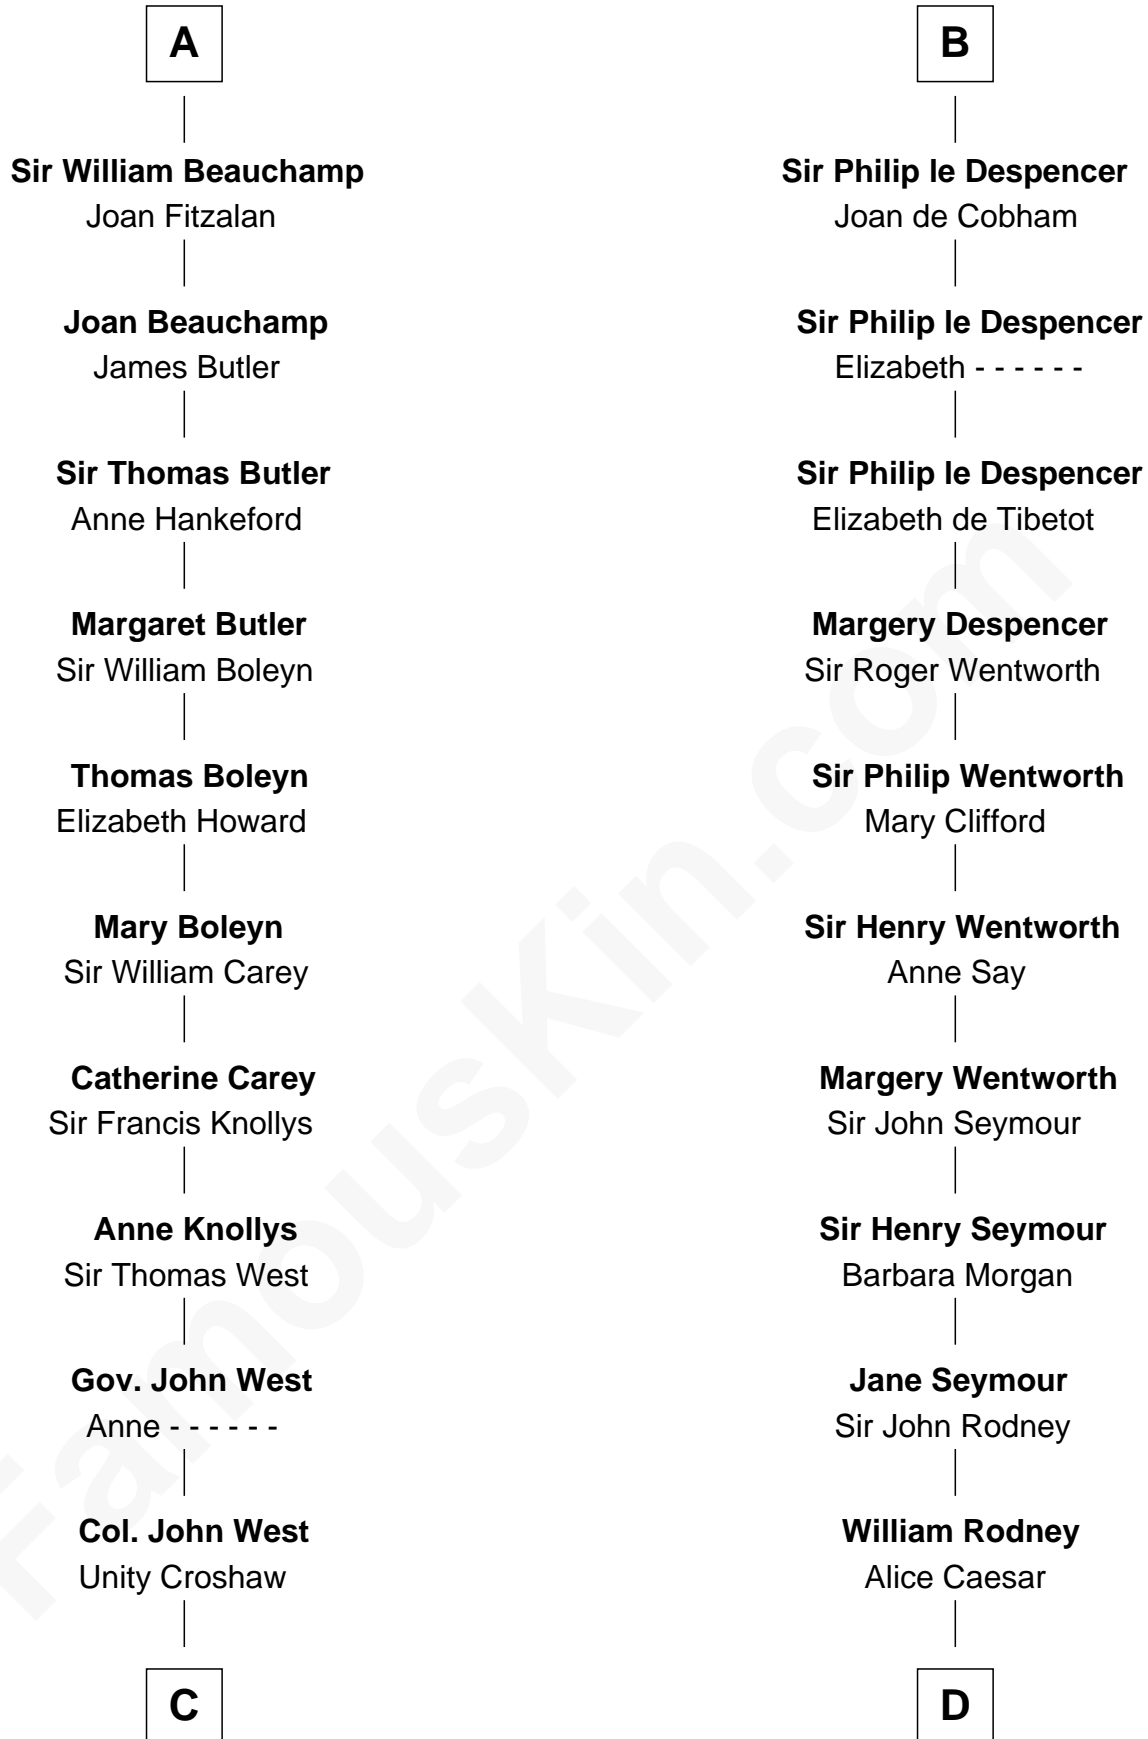 A
Sir William Beauchamp
Joan Fitzalan
Joan Beauchamp
James Butler
Sir Thomas Butler
Anne Hankeford
Margaret Butler
Sir William Boleyn
Thomas Boleyn
Elizabeth Howard
Mary Boleyn
Sir William Carey
Catherine Carey
Sir Francis Knollys
Anne Knollys
Sir Thomas West
Gov. John West
Anne - - - - - -
Col. John West
Unity Croshaw
C
B
Sir Philip le Despencer
Joan de Cobham
Sir Philip le Despencer
Elizabeth - - - - - -
Sir Philip le Despencer
Elizabeth de Tibetot
Margery Despencer
Sir Roger Wentworth
Sir Philip Wentworth
Mary Clifford
Sir Henry Wentworth
Anne Say
Margery Wentworth
Sir John Seymour
Sir Henry Seymour
Barbara Morgan
Jane Seymour
Sir John Rodney
William Rodney
Alice Caesar
D
FamousKin.com